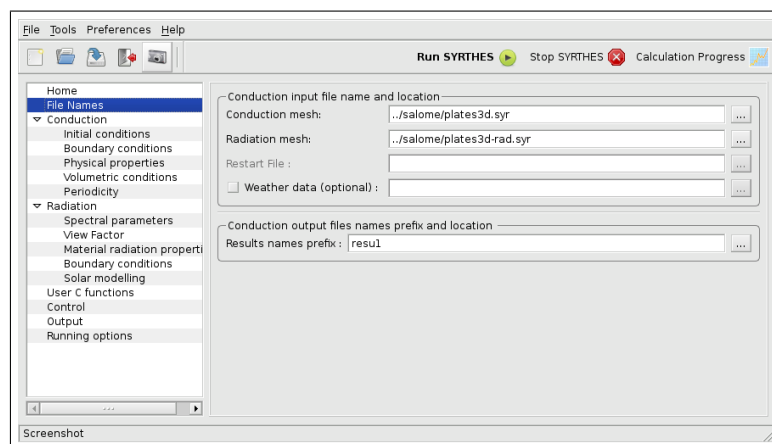 File Tools Preferences Help
Run SYRTHES Stop SYRTHES Calculation Progress
Home
File Names
Conduction
Initial conditions
Boundary conditions
Physical properties
Volumetric conditions
Periodicity
Radiation
Spectral parameters
View Factor
Material radiation properti
Boundary conditions
Solar modelling
User C functions
Control
Output
Running options
Conduction input file name and location
Conduction mesh: ../salome/plates3d.syr ...
Radiation mesh: ../salome/plates3d-rad.syr ...
Restart File : ...
Weather data (optional) : ...
Conduction output files names prefix and location
Results names prefix : resu1 ...
Screenshot